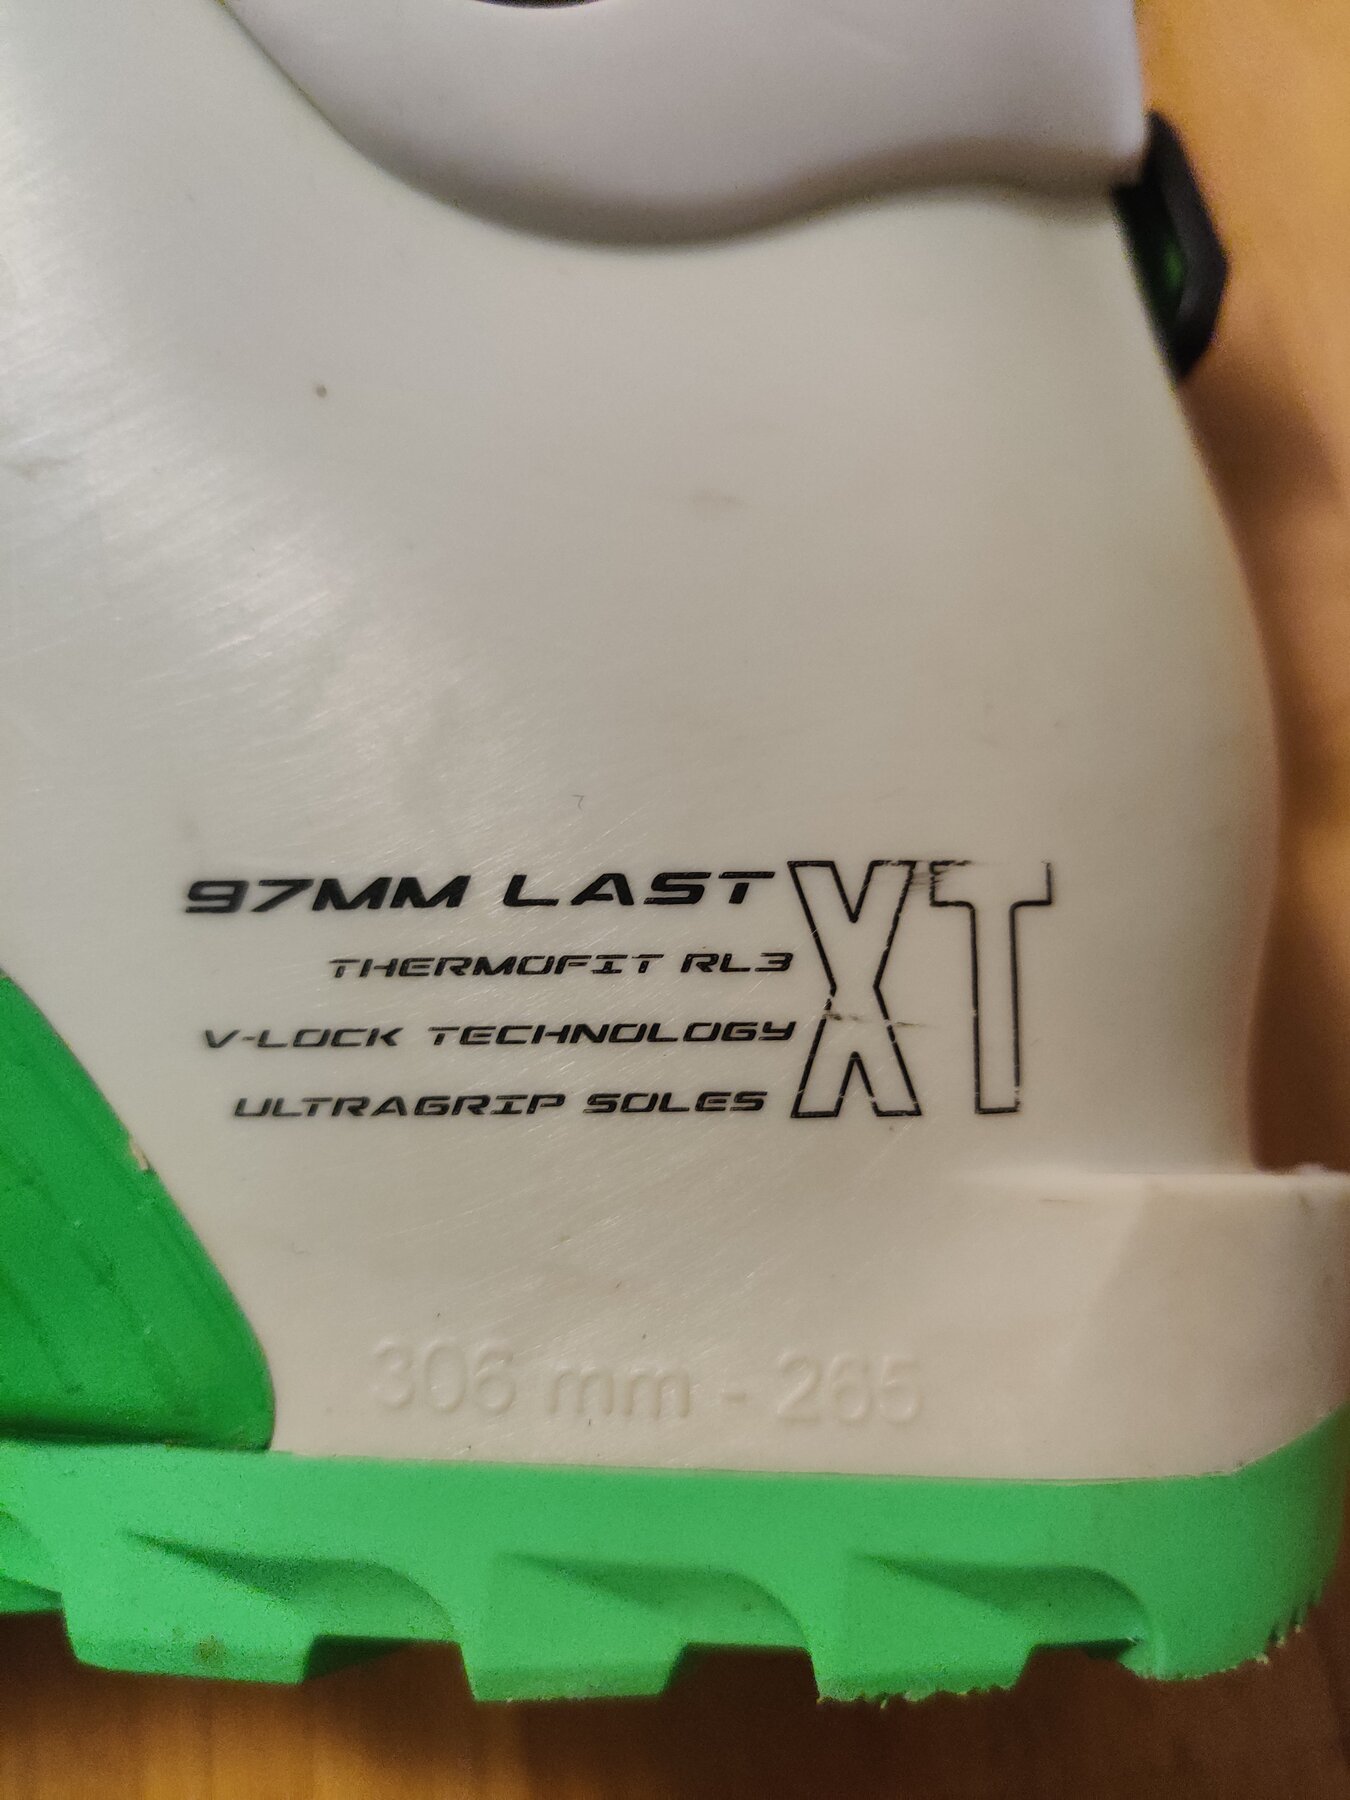 97MM LAST
THERMOFIT RL3
V-LOCK TECHNOLOGY
ULTRAGRIP SOLES
XT
306 mm - 265